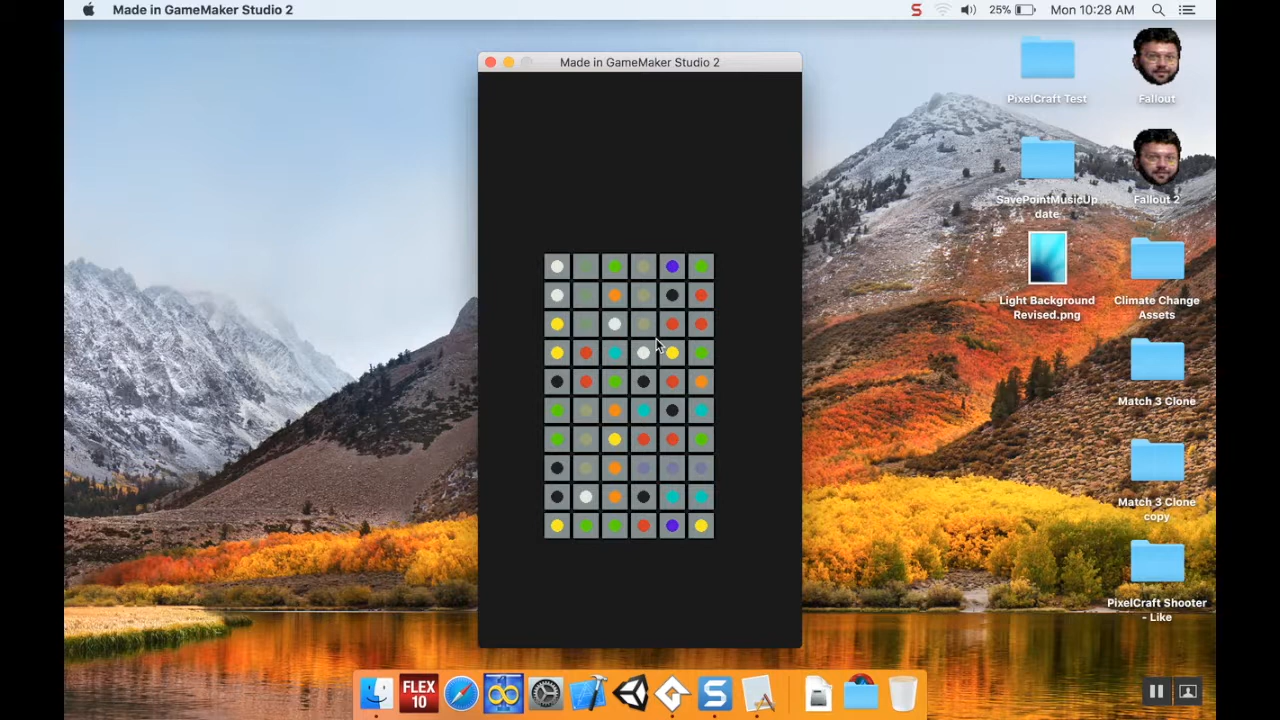 Made in GameMaker Studio 2
S
25%
Mon 10:28 AM
Made in GameMaker Studio 2
PixelCraft Test
Fallout
SavePointMusicUp
date
Fallout 2
Light Background
Revised.png
Climate Change
Assets
Match 3 Clone
Match 3 Clone
copy
PixelCraft Shooter
- Like
FLEX
10
S